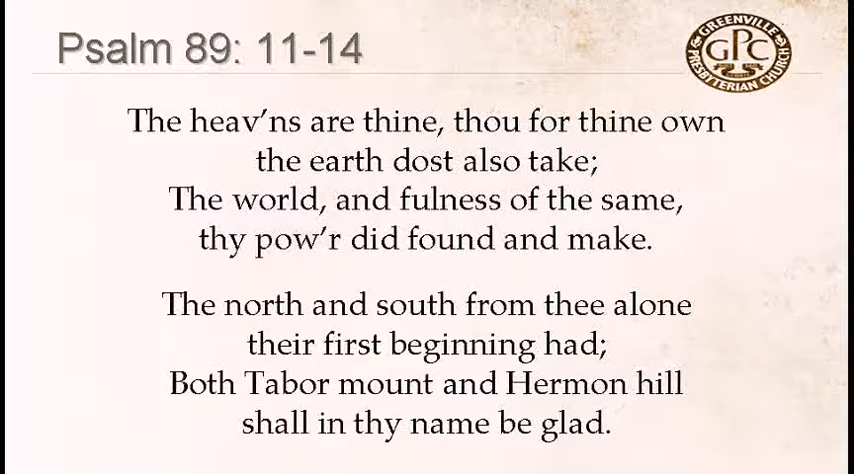 Psalm 89: 11-14
GREENVILLE
GPC
PRESBYTERIAN CHURCH
The heav’ns are thine, thou for thine own
the earth dost also take;
The world, and fulness of the same,
thy pow’r did found and make.
The north and south from thee alone
their first beginning had;
Both Tabor mount and Hermon hill
shall in thy name be glad.